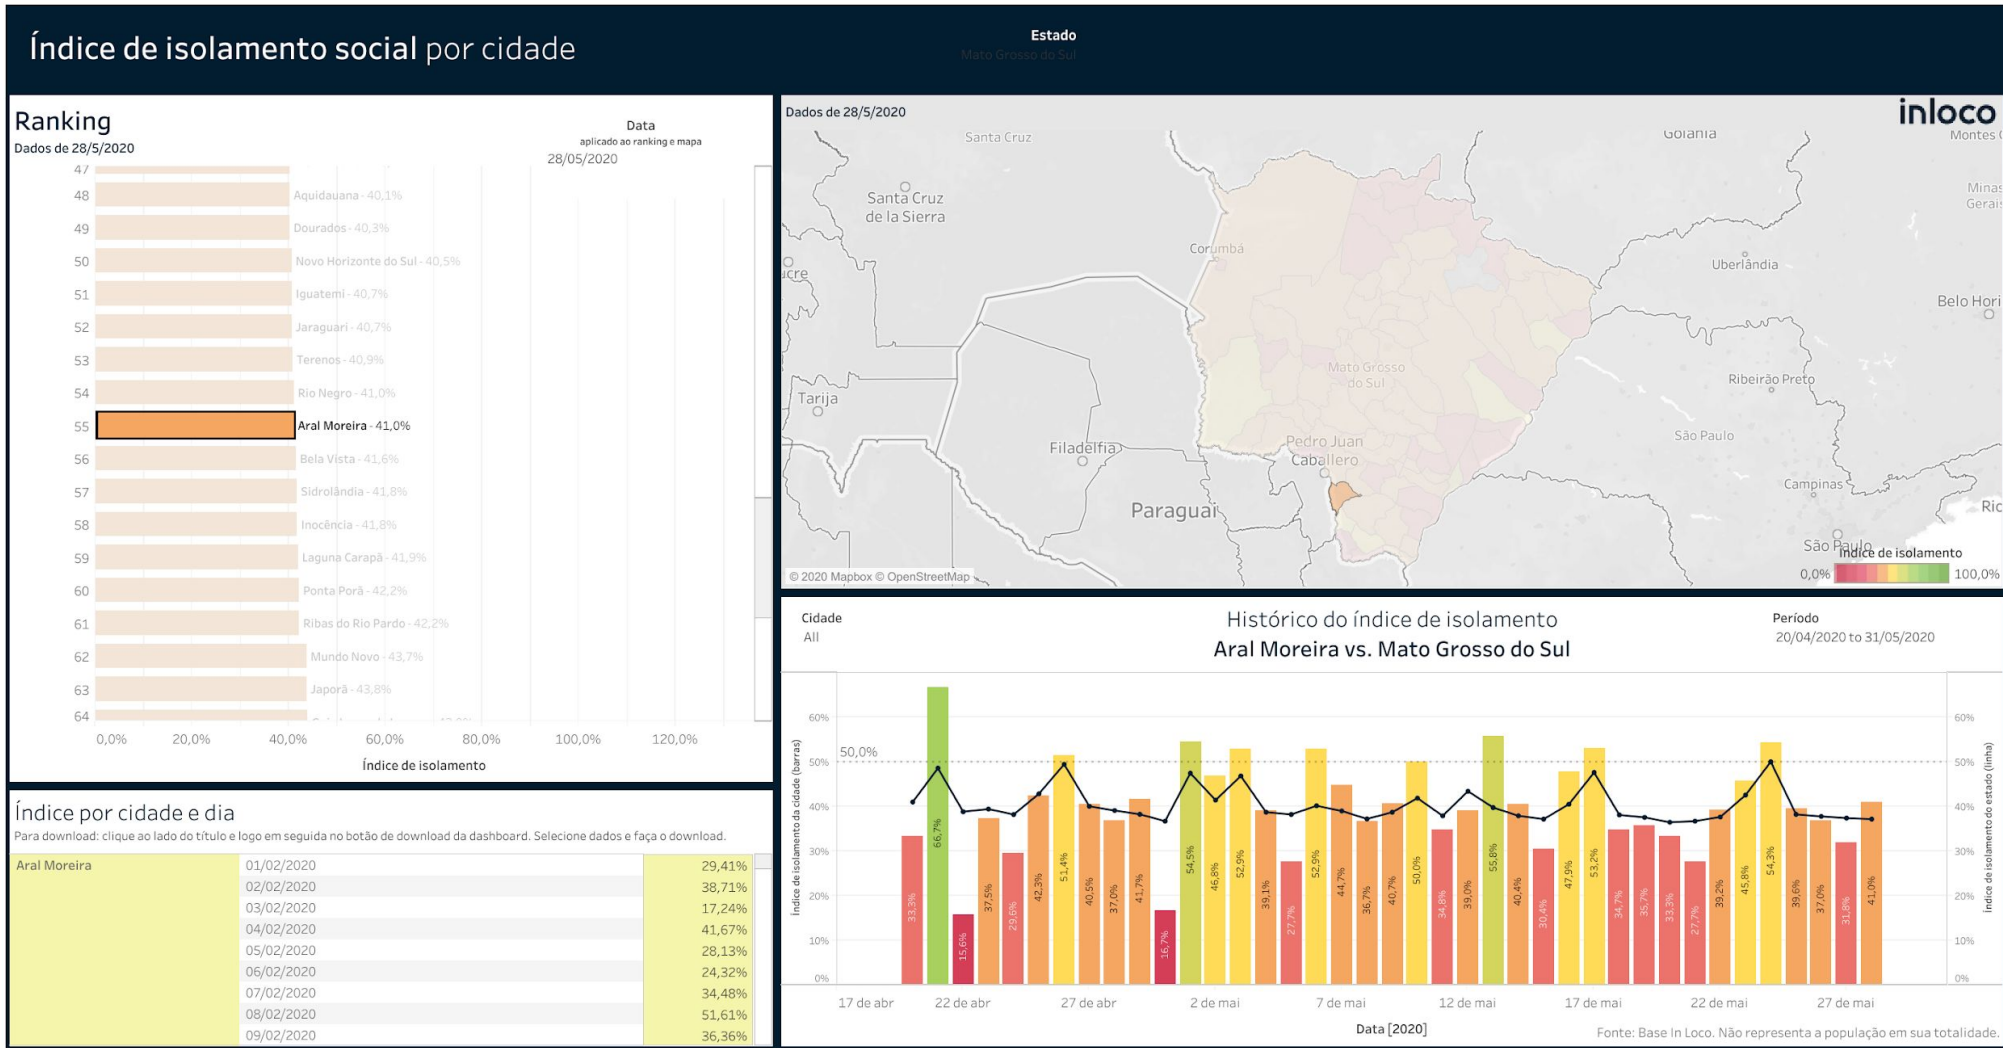 Índice de isolamento social por cidade
Estado
Mato Grosso do Sul
Ranking
Dados de 28/5/2020
Data
aplicado ao ranking e mapa
28/05/2020
47
48 Aquidauana - 40,1%
49 Dourados - 40,3%
50 Novo Horizonte do Sul - 40,5%
51 Iguatemi - 40,7%
52 Jaraguari - 40,7%
53 Terenos - 40,9%
54 Rio Negro - 41,0%
55 Aral Moreira - 41,0%
56 Bela Vista - 41,6%
57 Sidrolândia - 41,8%
58 Inocência - 41,8%
59 Laguna Carapã - 41,9%
60 Ponta Porã - 42,2%
61 Ribas do Rio Pardo - 42,2%
62 Mundo Novo - 43,7%
63 Japorã - 43,8%
64
0,0% 20,0% 40,0% 60,0% 80,0% 100,0% 120,0%
Índice de isolamento
Índice por cidade e dia
Para download: clique ao lado do título e logo em seguida no botão de download da dashboard. Selecione dados e faça o download.
Aral Moreira 01/02/2020 29,41%
02/02/2020 38,71%
03/02/2020 17,24%
04/02/2020 41,67%
05/02/2020 28,13%
06/02/2020 24,32%
07/02/2020 34,48%
08/02/2020 51,61%
09/02/2020 36,36%
Dados de 28/5/2020
inloco
Santa Cruz
Goiânia
Montes C
Santa Cruz
de la Sierra
Minas
Gerais
Corumbá
ucre
Uberlândia
Belo Hori
Mato Grosso
do Sul
Ribeirão Preto
Tarija
São Paulo
Pedro Juan
Caballero
Filadelfia
Campinas
Paraguai
Ric
São Paulo
Índice de isolamento
0,0% 100,0%
© 2020 Mapbox © OpenStreetMap
Cidade
All
Histórico do índice de isolamento
Aral Moreira vs. Mato Grosso do Sul
Período
20/04/2020 to 31/05/2020
Índice de isolamento da cidade (barras)
60%
50%
40%
30%
20%
10%
0%
50,0%
33,3%
66,7%
15,6%
37,5%
29,6%
42,3%
51,4%
40,5%
37,0%
41,7%
16,7%
54,5%
46,8%
52,9%
39,1%
27,7%
52,9%
44,7%
36,7%
40,7%
50,0%
34,8%
39,0%
55,8%
40,4%
30,4%
47,9%
53,2%
34,7%
35,7%
33,3%
27,7%
39,2%
45,8%
54,3%
39,6%
37,0%
31,8%
41,0%
60%
50%
40%
30%
20%
10%
0%
Índice de isolamento do estado (linha)
17 de abr 22 de abr 27 de abr 2 de mai 7 de mai 12 de mai 17 de mai 22 de mai 27 de mai
Data [2020]
Fonte: Base In Loco. Não representa a população em sua totalidade.